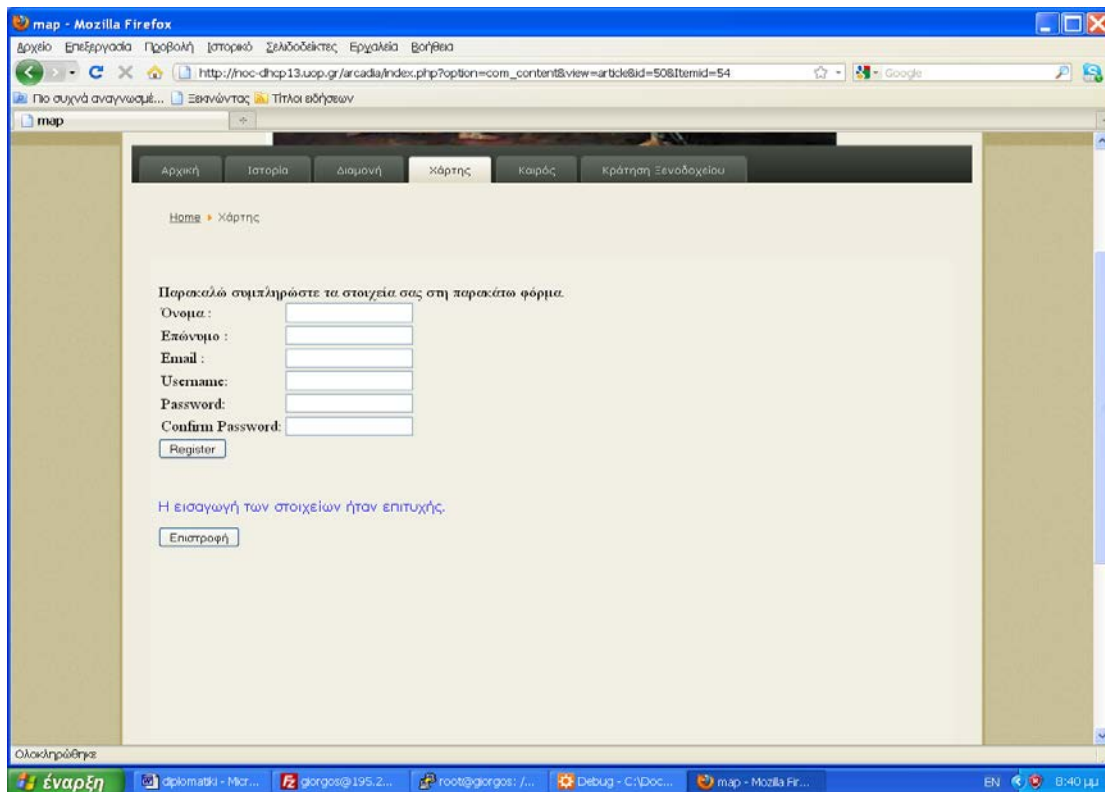 map - Mozilla Firefox
Αρχείο Επεξεργασία Προβολή Ιστορικό Σελιδοδείκτες Εργαλεία Βοήθεια
http://noc-dhcp13.uop.gr/arcadia/index.php?option=com_content&view=article&id=50&Itemid=54 Google
Πιο συχνά αναγνωσμέ... Ξεκινώντας Τίτλοι ειδήσεων
map
Αρχική Ιστορία Διαμονή Χάρτης Καιρός Κράτηση Ξενοδοχείου
Home Χάρτης
Παρακαλώ συμπληρώστε τα στοιχεία σας στη παρακάτω φόρμα.
Όνομα :
Επώνυμο :
Email :
Username:
Password:
Confirm Password:
Register
Η εισαγωγή των στοιχείων ήταν επιτυχής.
Επιστροφή
Ολοκληρώθηκε
έναρξη diplomatiki - Micr... giorgos@195.2... root@giorgos: /... Debug - C:\Doc... map - Mozilla Fir... EN 8:40 μμ